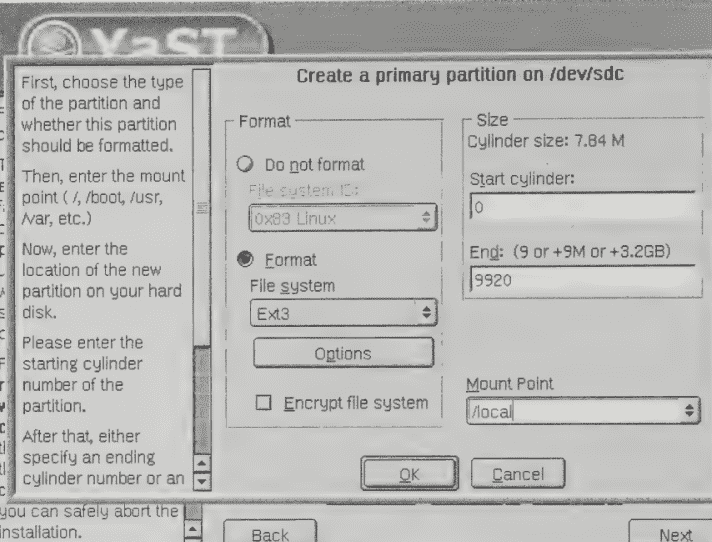 YaST
First, choose the type
of the partition and
whether this partition
should be formatted.
Then, enter the mount
point ( /, /boot, /usr,
/var, etc.)
Now, enter the
location of the new
partition on your hard
disk.
Please enter the
starting cylinder
number of the
partition.
After that, either
specify an ending
cylinder number or an
you can safely abort the
installation.
Create a primary partition on /dev/sdc
Format
Do not format
File system ID:
0x83 Linux
Format
File system
Ext3
Options
Encrypt file system
Size
Cylinder size: 7.84 M
Start cylinder:
0
End: (9 or +9M or +3.2GB)
9920
Mount Point
/local
OK
Cancel
Back
Next